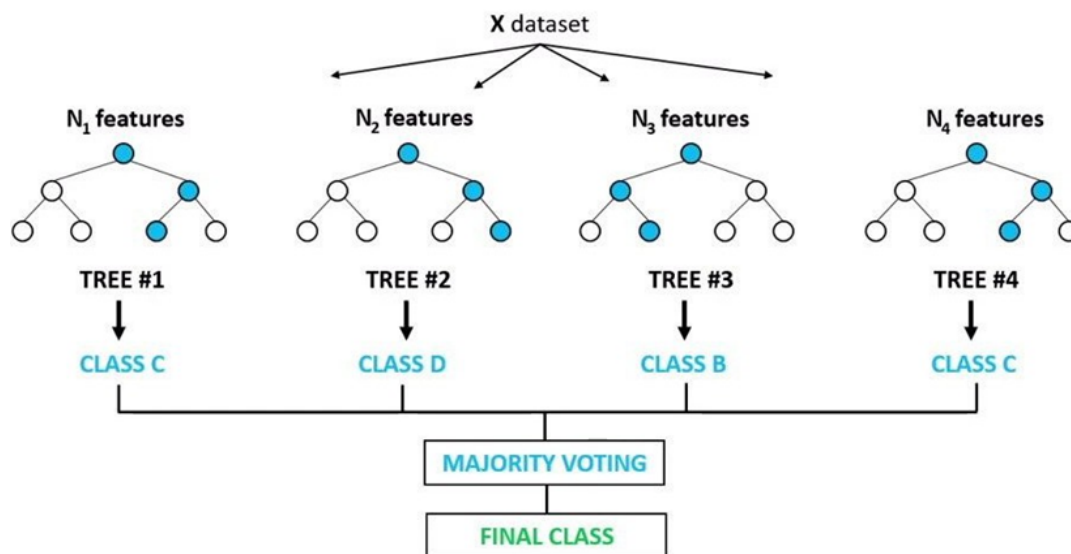 X dataset
N1 features N2 features N3 features N4 features
TREE #1 TREE #2 TREE #3 TREE #4
CLASS C CLASS D CLASS B CLASS C
MAJORITY VOTING
FINAL CLASS